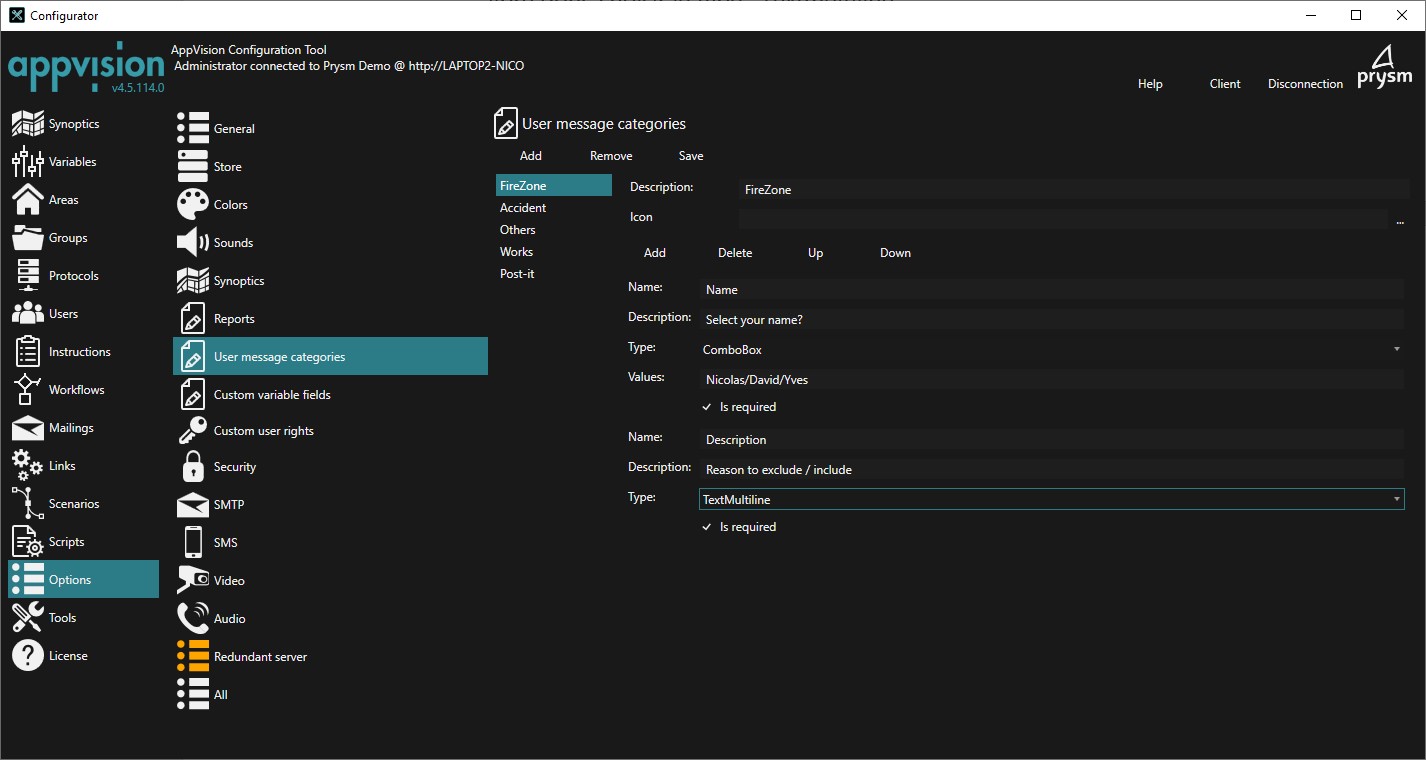 Configurator
appvision
v4.5.114.0
AppVision Configuration Tool
Administrator connected to Prysm Demo @ http://LAPTOP2-NICO
Help
Client
Disconnection
prysm
Synoptics
Variables
Areas
Groups
Protocols
Users
Instructions
Workflows
Mailings
Links
Scenarios
Scripts
Options
Tools
License
General
Store
Colors
Sounds
Synoptics
Reports
User message categories
Custom variable fields
Custom user rights
Security
SMTP
SMS
Video
Audio
Redundant server
All
User message categories
Add Remove Save
FireZone
Accident
Others
Works
Post-it
Description: FireZone
Icon ...
Add Delete Up Down
Name: Name
Description: Select your name?
Type: ComboBox
Values: Nicolas/David/Yves
Is required
Name: Description
Description: Reason to exclude / include
Type: TextMultiline
Is required